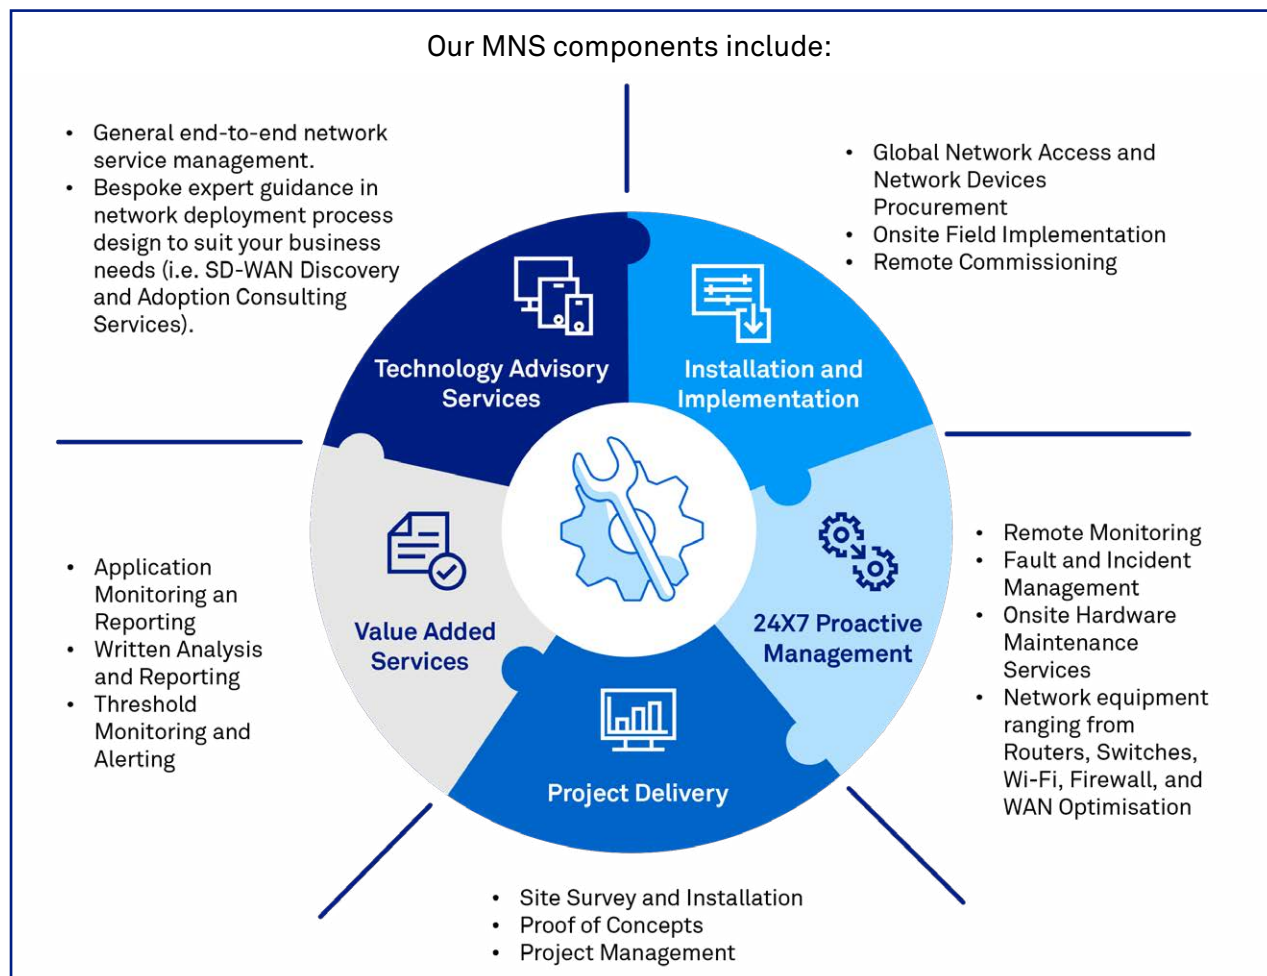 Our MNS components include:
• General end-to-end network
service management.
• Bespoke expert guidance in
network deployment process
design to suit your business
needs (i.e. SD-WAN Discovery
and Adoption Consulting
Services).
• Global Network Access and
Network Devices
Procurement
• Onsite Field Implementation
• Remote Commissioning
Technology Advisory
Services
Installation and
Implementation
• Application
Monitoring an
Reporting
• Written Analysis
and Reporting
• Threshold
Monitoring and
Alerting
Value Added
Services
24X7 Proactive
Management
• Remote Monitoring
• Fault and Incident
Management
• Onsite Hardware
Maintenance
Services
• Network equipment
ranging from
Routers, Switches,
Wi-Fi, Firewall, and
WAN Optimisation
Project Delivery
• Site Survey and Installation
• Proof of Concepts
• Project Management